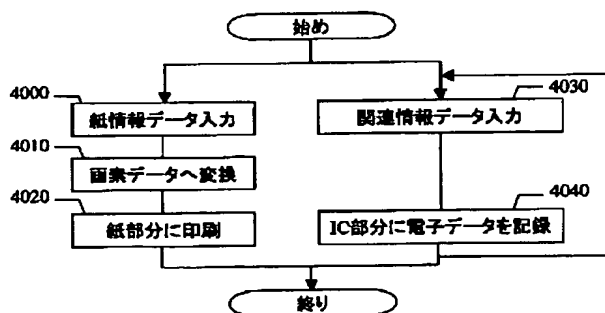 始め
4000
紙情報データ入力
4010
画素データへ変換
4020
紙部分に印刷
4030
関連情報データ入力
4040
IC部分に電子データを記録
終り